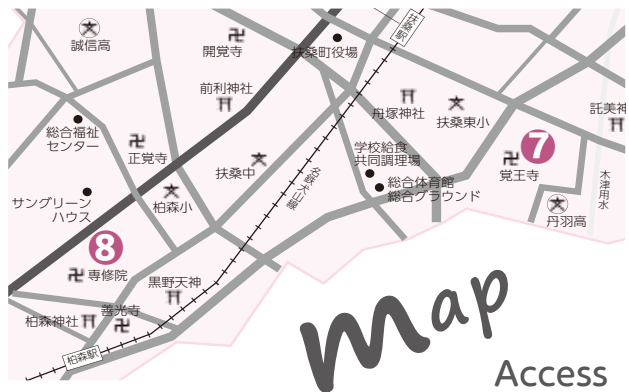 誠信高
開覚寺
扶桑町役場
扶桑駅
前利神社
舟塚神社
扶桑東小
託美神
総合福祉
センター
正覚寺
扶桑中
学校給食
共同調理場
7
覚王寺
サングリーン
ハウス
柏森小
名鉄犬山線
総合体育館
総合グラウンド
木津用水
丹羽高
8
専修院
黒野天神
柏森神社
善光寺
柏森駅
map
Access